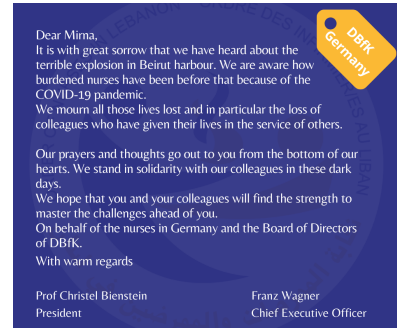 DBfK
Germany
Dear Mirna,
It is with great sorrow that we have heard about the
terrible explosion in Beirut harbour. We are aware how
burdened nurses have been before that because of the
COVID-19 pandemic.
We mourn all those lives lost and in particular the loss of
colleagues who have given their lives in the service of others.
Our prayers and thoughts go out to you from the bottom of our
hearts. We stand in solidarity with our colleagues in these dark
days.
We hope that you and your colleagues will find the strength to
master the challenges ahead of you.
On behalf of the nurses in Germany and the Board of Directors
of DBfK.
With warm regards
Prof Christel Bienstein
Franz Wagner
President
Chief Executive Officer